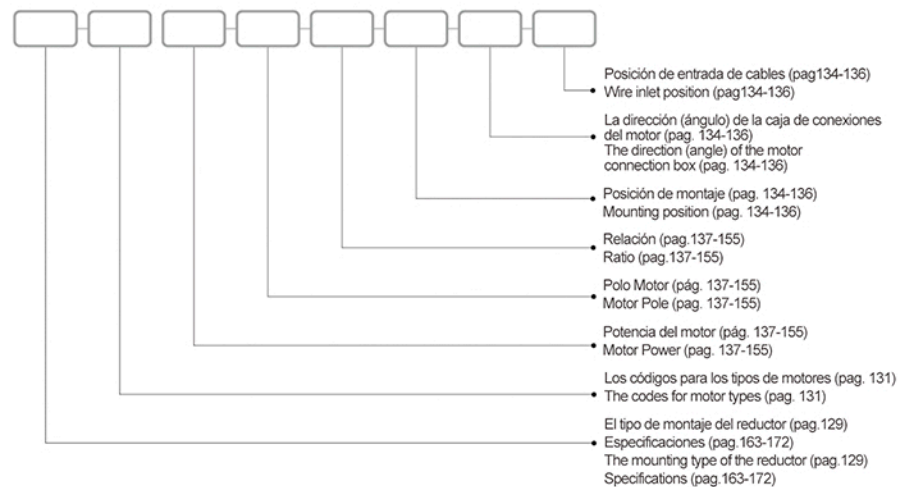 Posición de entrada de cables (pag134-136)
Wire inlet position (pag134-136)
La dirección (ángulo) de la caja de conexiones
del motor (pag. 134-136)
The direction (angle) of the motor
connection box (pag. 134-136)
Posición de montaje (pag. 134-136)
Mounting position (pag. 134-136)
Relación (pag.137-155)
Ratio (pag.137-155)
Polo Motor (pág. 137-155)
Motor Pole (pag. 137-155)
Potencia del motor (pág. 137-155)
Motor Power (pag. 137-155)
Los códigos para los tipos de motores (pag. 131)
The codes for motor types (pag. 131)
El tipo de montaje del reductor (pag.129)
Especificaciones (pag.163-172)
The mounting type of the reductor (pag.129)
Specifications (pag.163-172)